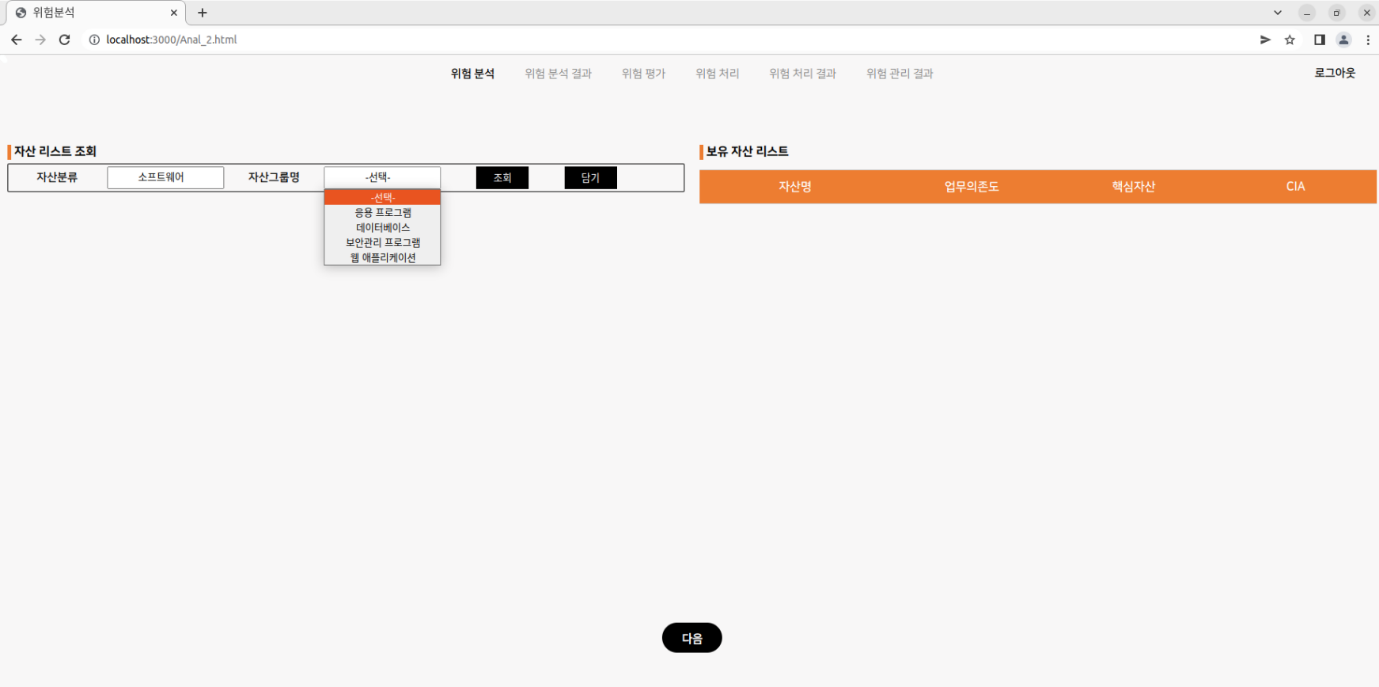 위험분석
localhost:3000/Anal_2.html
위험 분석 위험 분석 결과 위험 평가 위험 처리 위험 처리 결과 위험 관리 결과 로그아웃
자산 리스트 조회
자산분류 소프트웨어 자산그룹명 -선택- 조회 담기
-선택-
응용 프로그램
데이터베이스
보안관리 프로그램
웹 애플리케이션
보유 자산 리스트
자산명 업무의존도 핵심자산 CIA
다음